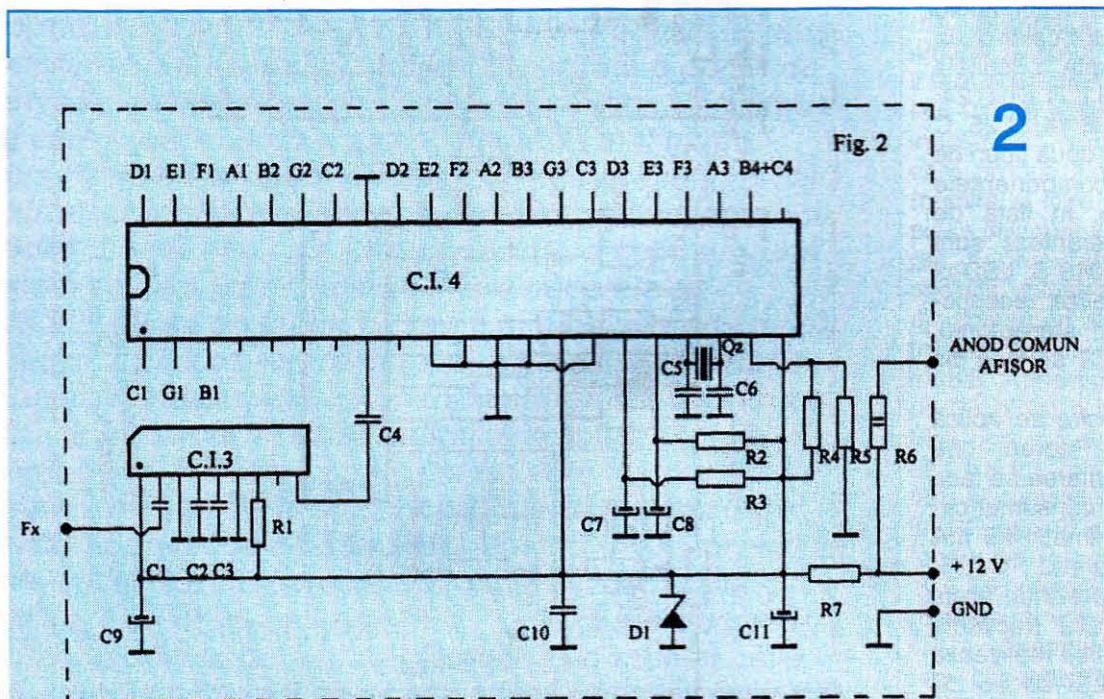 2
Fig. 2
D1 E1 F1 A1 B2 G2 C2 D2 E2 F2 A2 B3 G3 C3 D3 E3 F3 A3 B4+C4
C.I. 4
C1 G1 B1
Qz
C5
C6
ANOD COMUN
AFIȘOR
C4
C.I.3
R2
R4
R5
R6
R1
R3
Fx
C7
C8
C1
C2
C3
+ 12 V
R7
GND
C9
C10
D1
C11